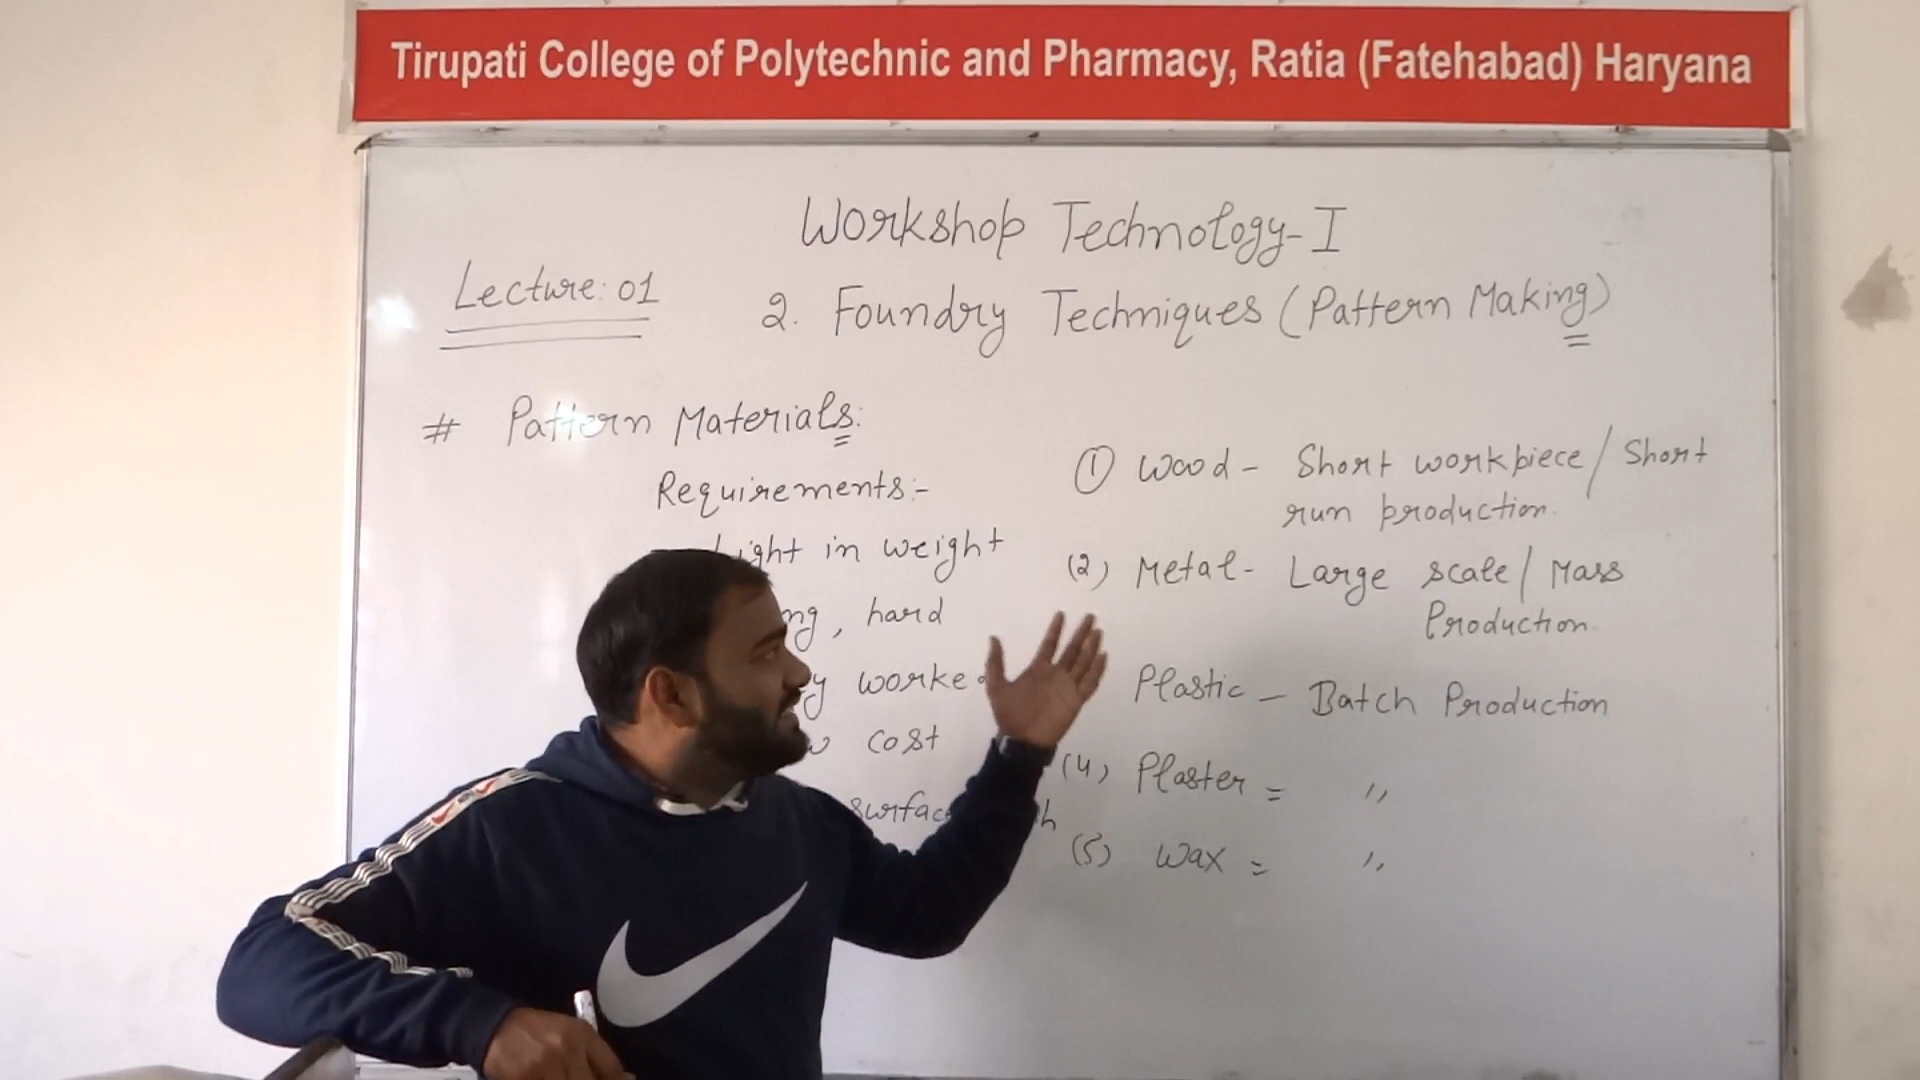 Tirupati College of Polytechnic and Pharmacy, Ratia (Fatehabad) Haryana
Workshop Technology-I
Lecture: 01
2. Foundry Techniques (Pattern Making)
# Pattern Materials:
Requirements:-
Light in weight
, hard
worked
cost
① Wood - Short workpiece / Short
run production.
(2) Metal - Large scale / Mass
Production.
Plastic - Batch Production
(4) Plaster = "
(5) Wax = "